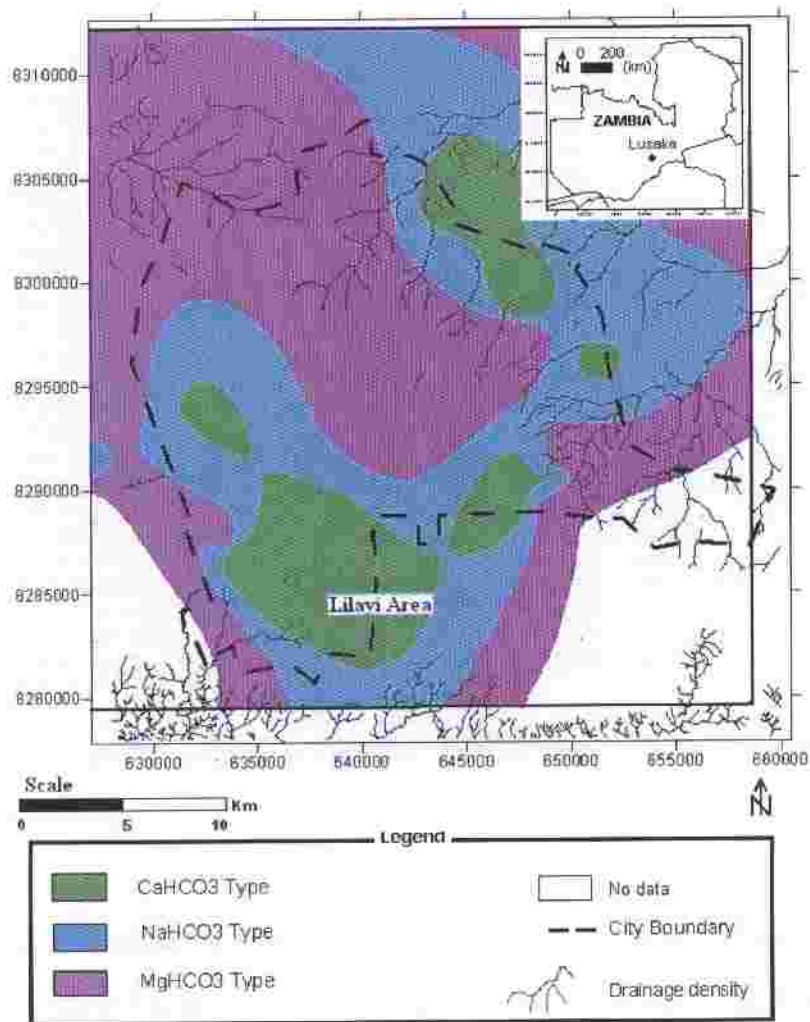 0 200
N (km)
ZAMBIA
Lusaka
8310000
8305000
8300000
8295000
8290000
8285000
8280000
Lilavi Area
630000 635000 640000 645000 650000 655000 660000
Scale
Km
0 5 10
N
Legend
CaHCO3 Type
No data
NaHCO3 Type
City Boundary
MgHCO3 Type
Drainage density